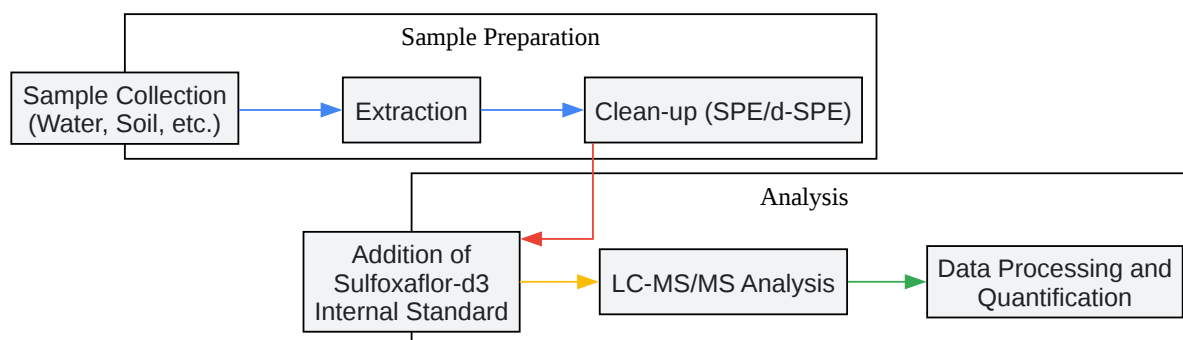 Sample Preparation
Sample Collection
(Water, Soil, etc.)
Extraction
Clean-up (SPE/d-SPE)
Analysis
Addition of
Sulfoxaflor-d3
Internal Standard
LC-MS/MS Analysis
Data Processing and
Quantification